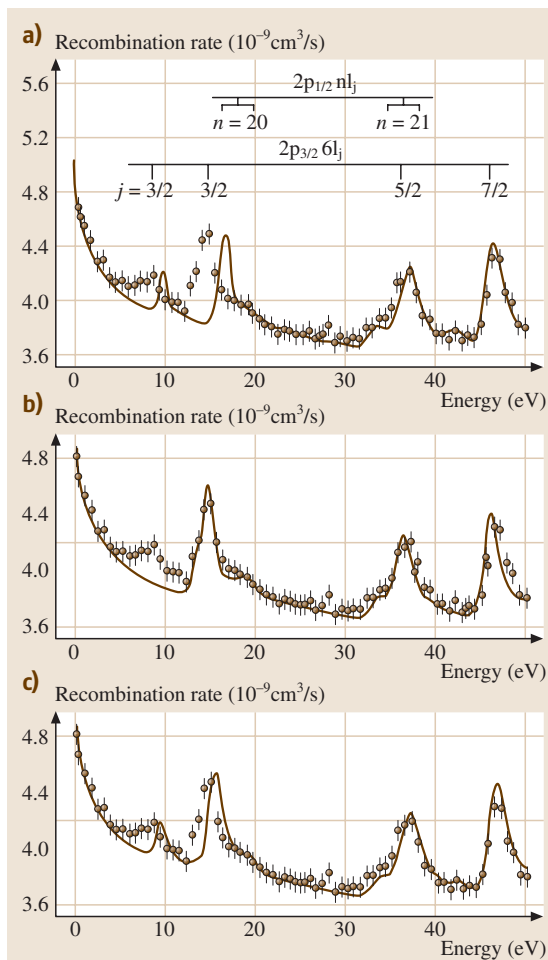 a)
Recombination rate (10⁻⁹cm³/s)
5.6
2p₁/₂ nlⱼ
n = 20 n = 21
5.2
2p₃/₂ 6lⱼ
j = 3/2 3/2 5/2 7/2
4.8
4.4
4.0
3.6
0 10 20 30 40
Energy (eV)
b)
Recombination rate (10⁻⁹cm³/s)
4.8
4.4
4.0
3.6
0 10 20 30 40
Energy (eV)
c)
Recombination rate (10⁻⁹cm³/s)
4.8
4.4
4.0
3.6
0 10 20 30 40
Energy (eV)